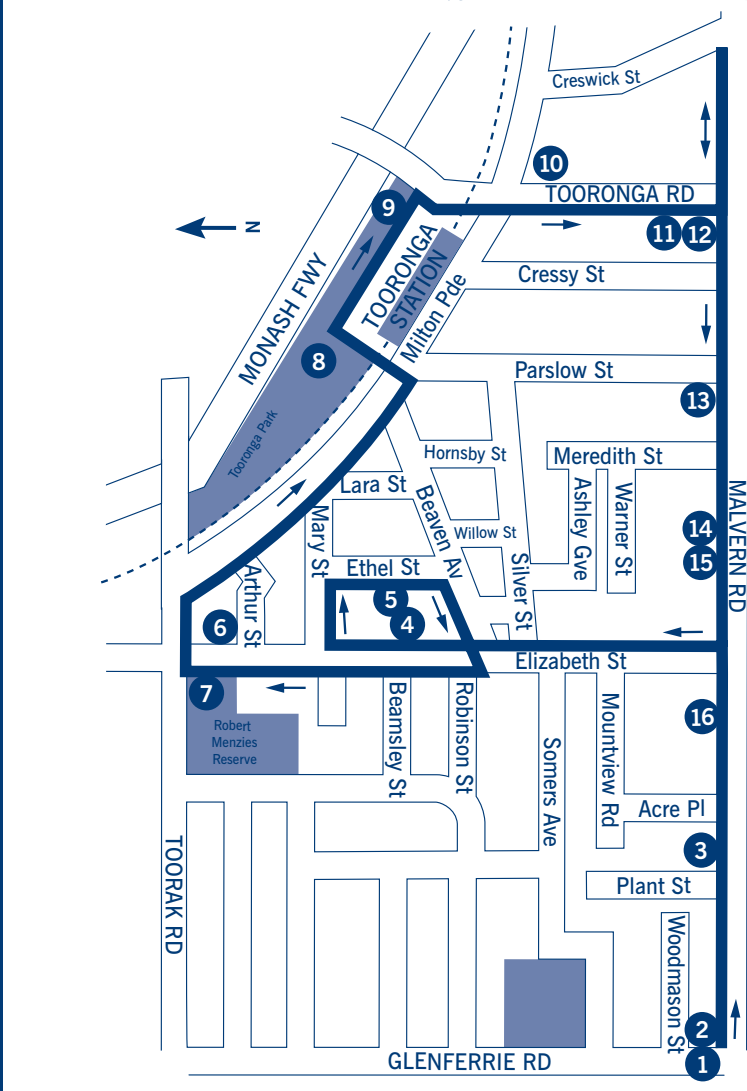 Creswick St
10
TOORONGA RD
9
11
12
N
TOORONGA
STATION
Cressy St
MONASH FWY
Milton Pde
8
Parslow St
13
Tooronga Park
Hornsby St
Meredith St
Lara St
Beaven Av
Ashley Gve
Warner St
MALVERN RD
Mary St
Willow St
14
Silver St
15
Ethel St
Arthur St
5
4
6
Elizabeth St
7
Robert
Menzies
Reserve
Beamsley St
Robinson St
Somers Ave
Mountview Rd
16
Acre Pl
TOORAK RD
3
Plant St
Woodmason St
2
GLENFERRIE RD
1